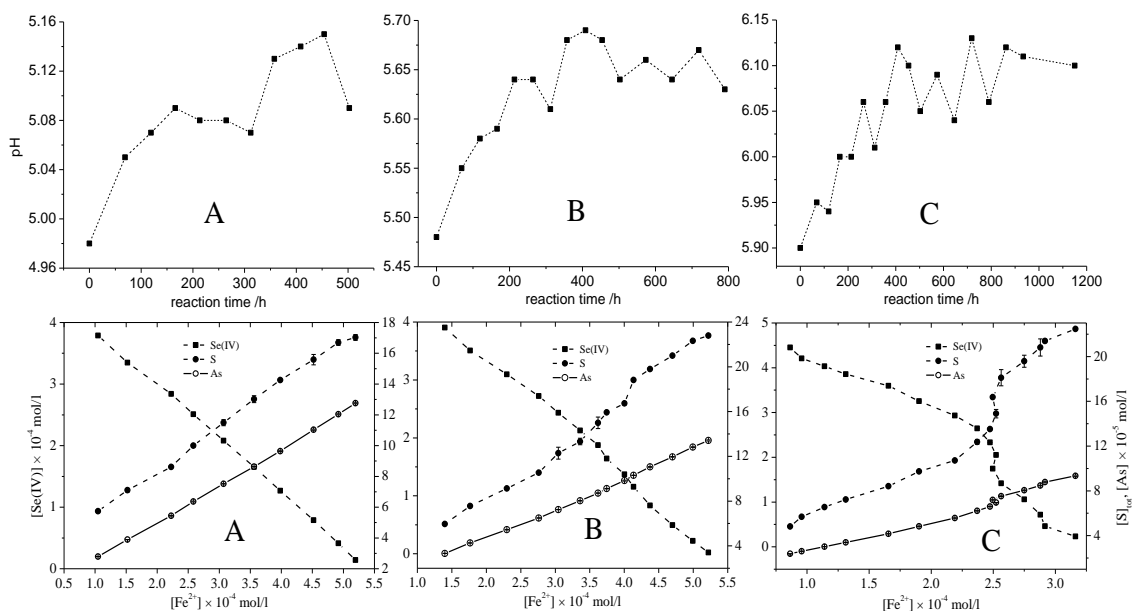 pH
5.16
5.12
5.08
5.04
5.00
4.96
A
0 100 200 300 400 500
reaction time /h
5.70
5.65
5.60
5.55
5.50
5.45
B
0 200 400 600 800
reaction time /h
6.15
6.10
6.05
6.00
5.95
5.90
C
0 200 400 600 800 1000 1200
reaction time /h
[Se(IV)] × 10⁻⁴ mol/l
4
3
2
1
0
Se(IV)
S
As
A
18
16
14
12
10
8
6
4
2
0.5 1.0 1.5 2.0 2.5 3.0 3.5 4.0 4.5 5.0 5.5
[Fe²⁺] × 10⁻⁴ mol/l
4
3
2
1
0
Se(IV)
S
As
B
24
20
16
12
8
4
1.0 1.5 2.0 2.5 3.0 3.5 4.0 4.5 5.0 5.5
[Fe²⁺] × 10⁻⁴ mol/l
5
4
3
2
1
0
Se(IV)
S
As
C
20
16
12
8
4
1.0 1.5 2.0 2.5 3.0
[Fe²⁺] × 10⁻⁴ mol/l
[S]tot, [As] × 10⁻⁵ mol/l